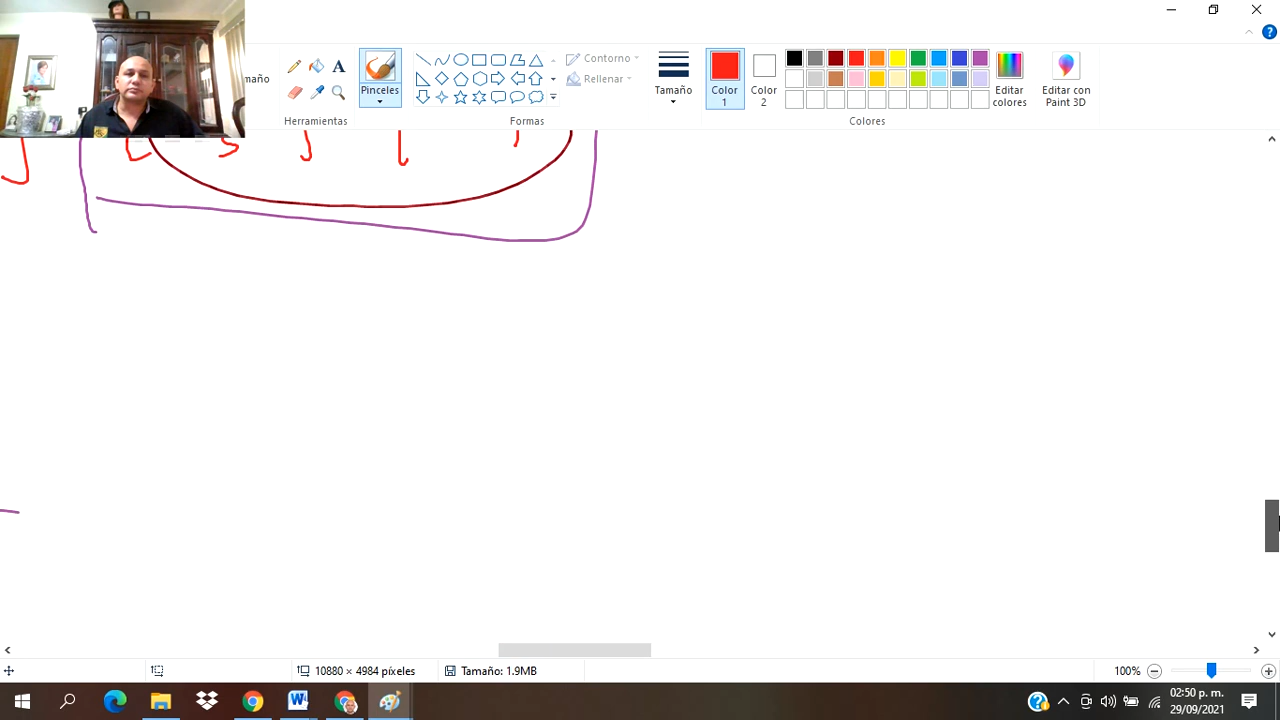 maño
Pinceles
Herramientas
Contorno
Rellenar
Formas
Tamaño
Color 1
Color 2
Editar colores
Editar con Paint 3D
Colores
10880 × 4984 píxeles
Tamaño: 1.9MB
100%
02:50 p. m.
29/09/2021